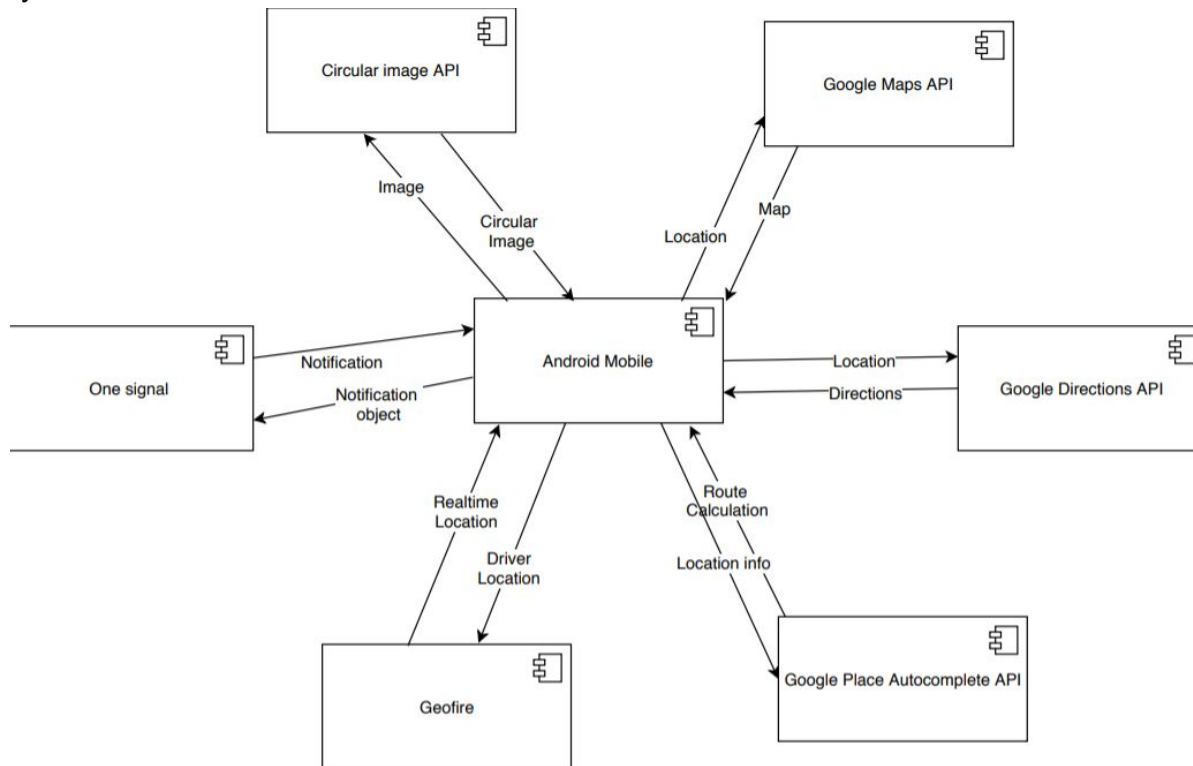 Circular image API
Google Maps API
Image
Circular
Image
Map
Location
Android Mobile
One signal
Notification
Notification
object
Location
Directions
Google Directions API
Realtime
Location
Driver
Location
Route
Calculation
Location info
Geofire
Google Place Autocomplete API